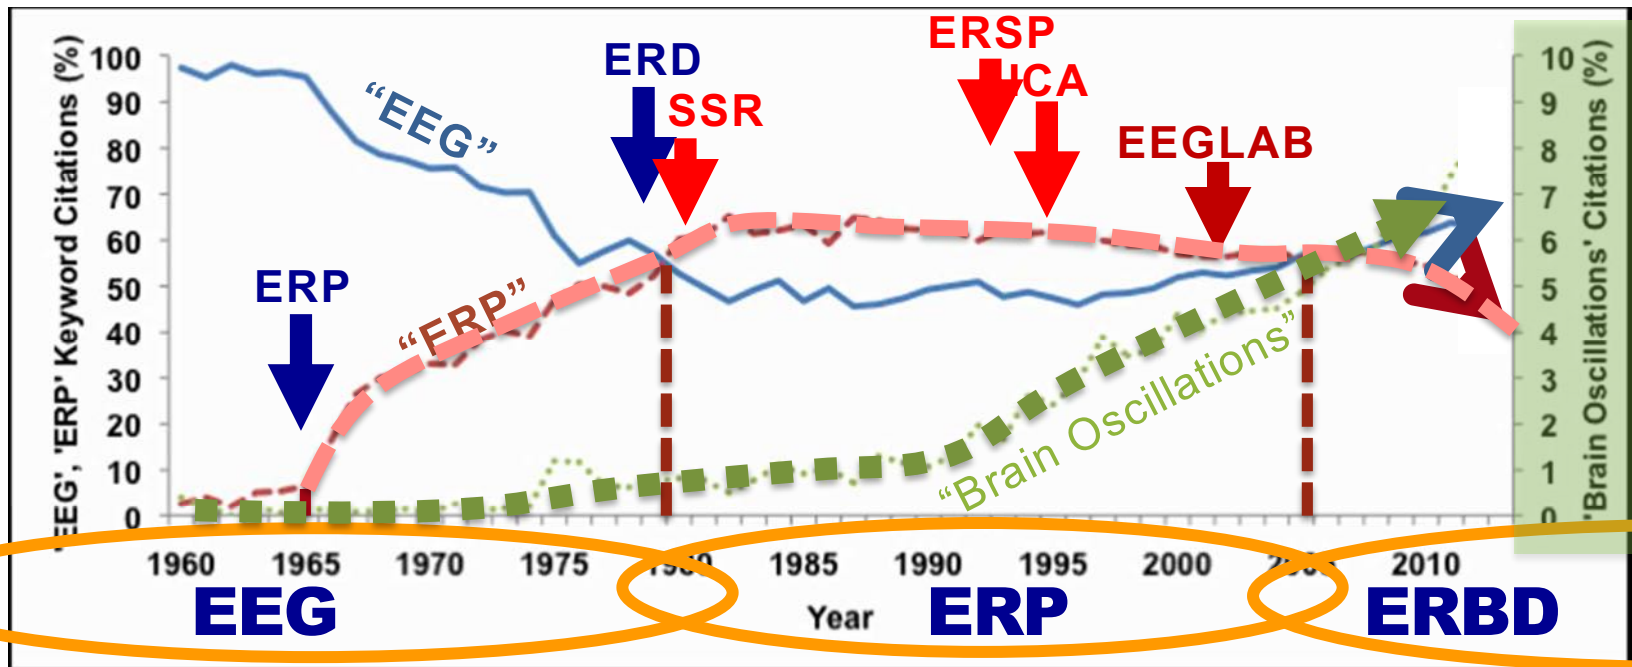 ERSP
ERD
ICA
SSR
EEGLAB
ERP
'EEG', 'ERP' Keyword Citations (%)
100
90
80
70
60
50
40
30
20
10
0
“EEG”
“ERP”
“Brain Oscillations”
10
9
8
7
6
5
4
3
2
1
0
'Brain Oscillations' Citations (%)
1960 1965 1970 1975 1980 1985 1990 1995 2000 2005 2010
Year
EEG ERP ERBD